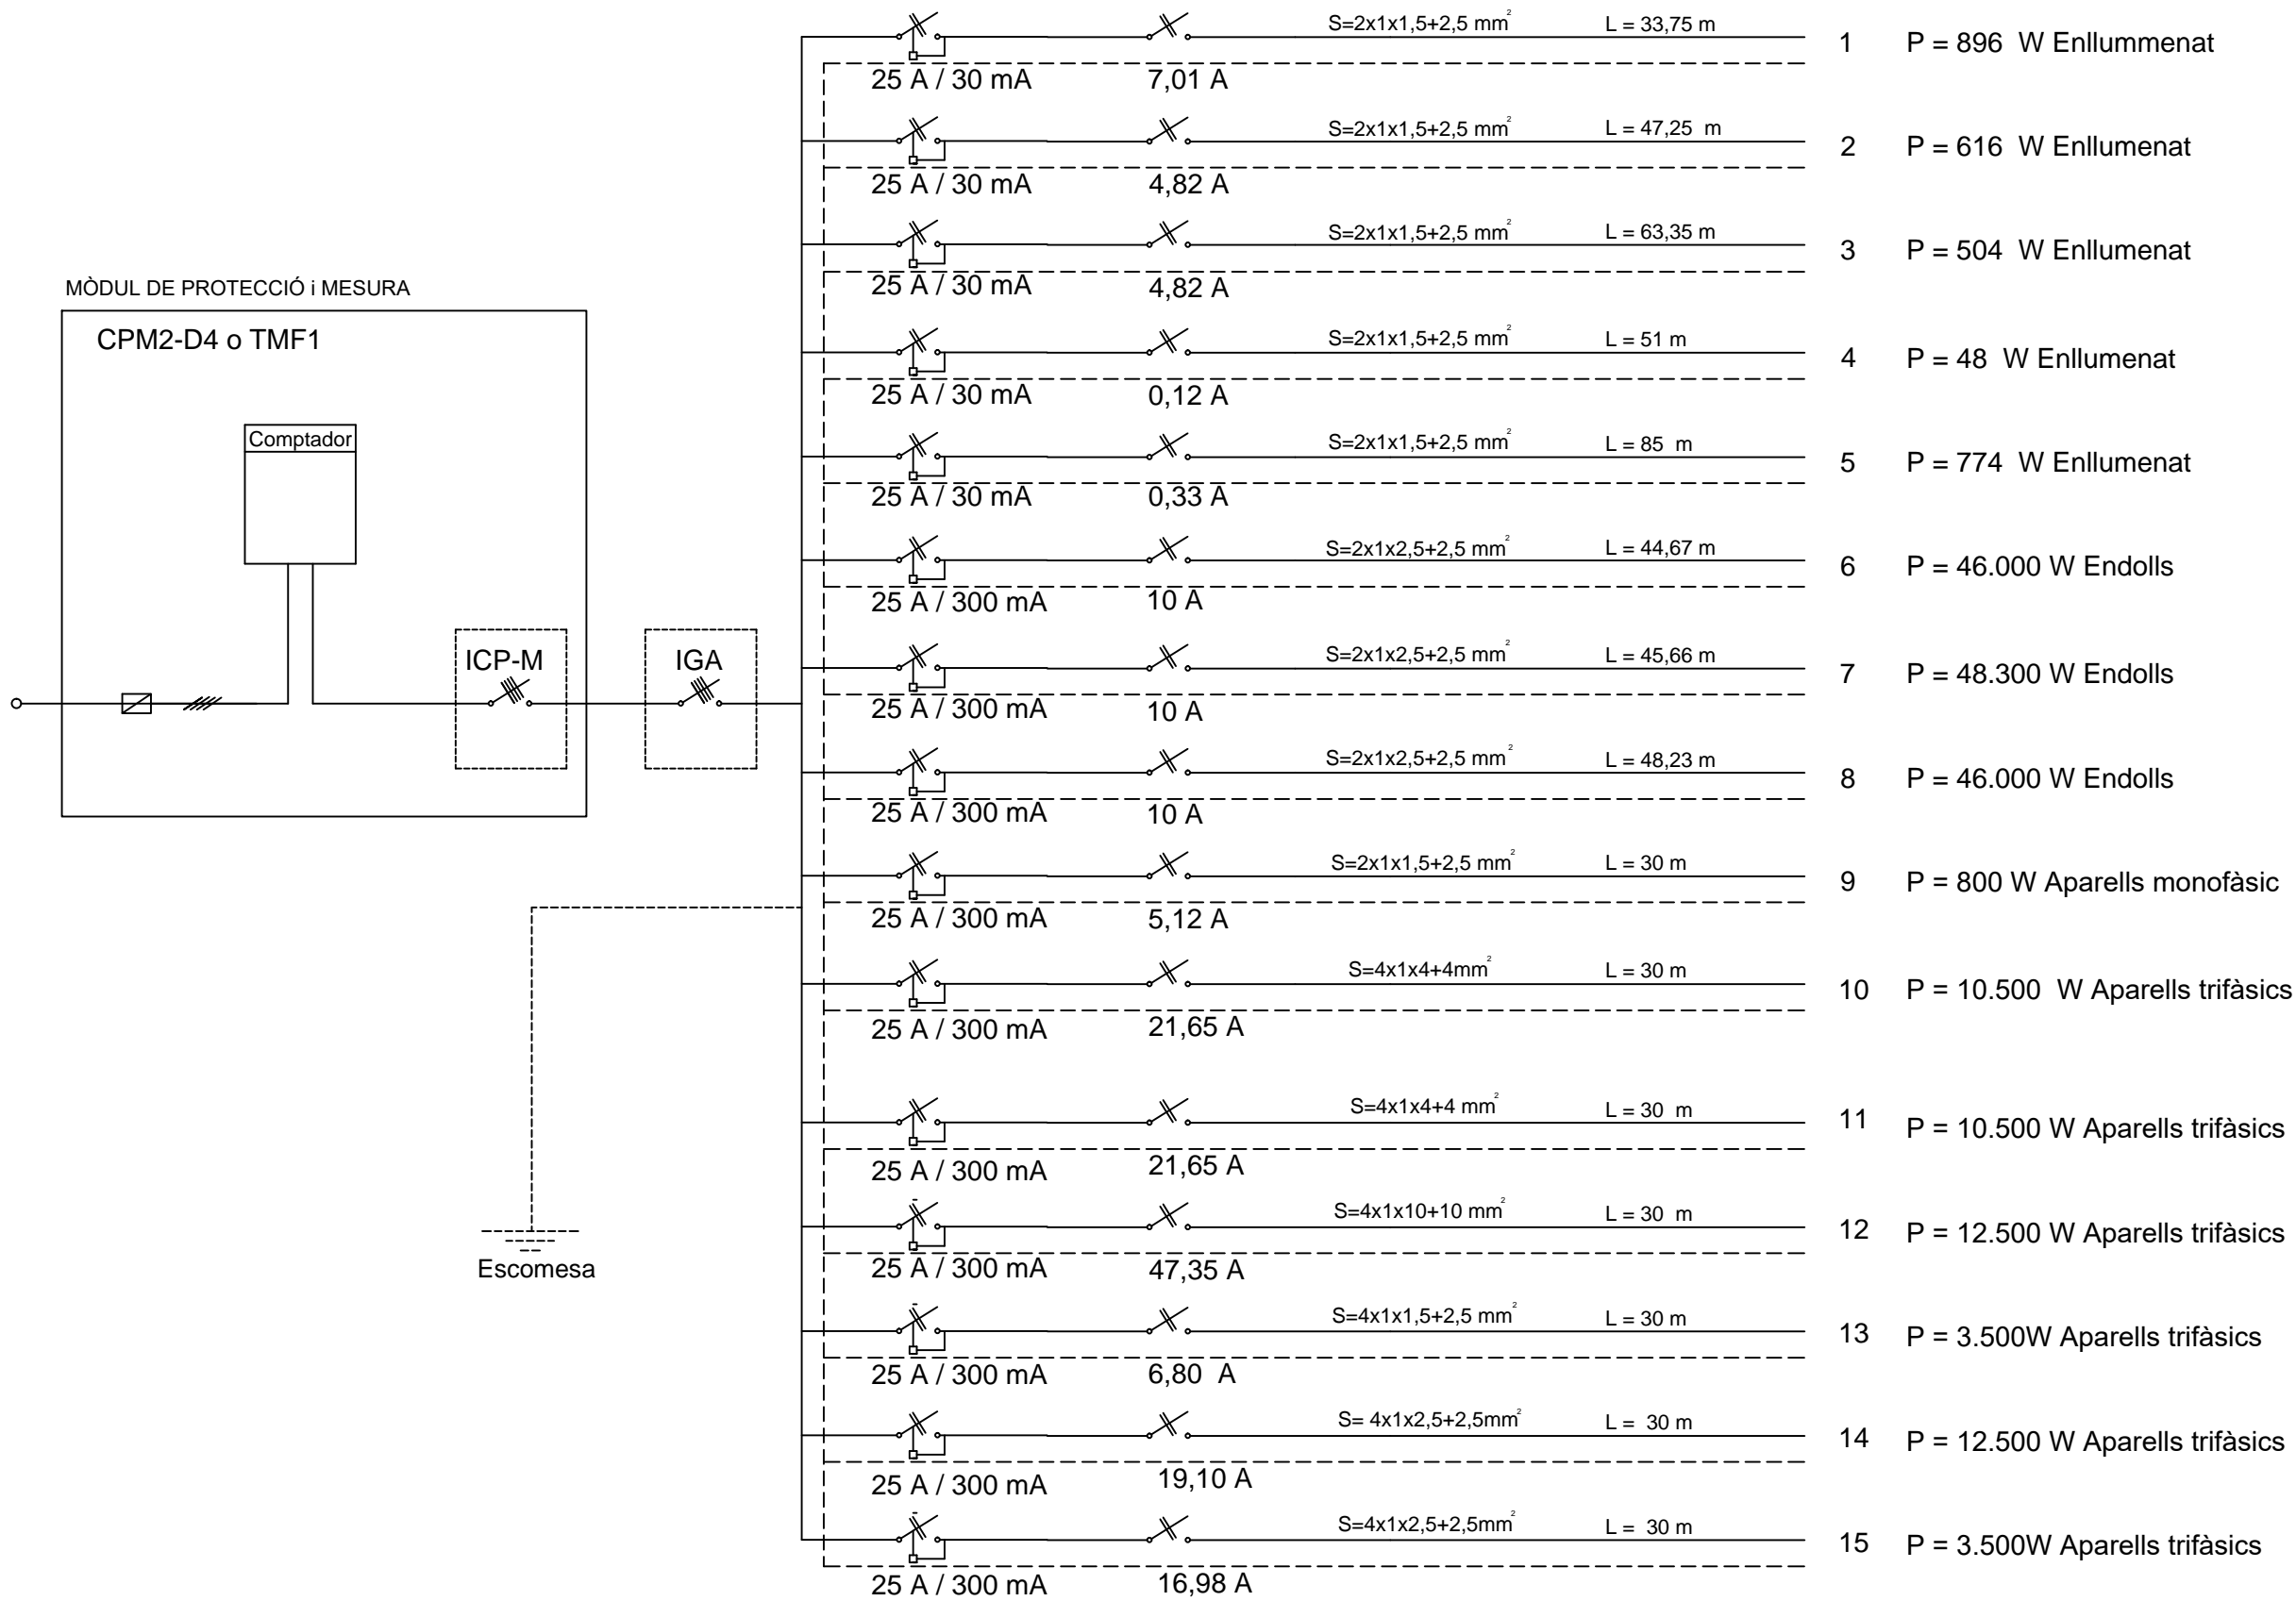 MÒDUL DE PROTECCIÓ i MESURA
CPM2-D4 o TMF1
Comptador
ICP-M
IGA
Escomesa
S=2x1x1,5+2,5 mm² L = 33,75 m
1 P = 896 W Enllummenat
25 A / 30 mA 7,01 A
S=2x1x1,5+2,5 mm² L = 47,25 m
2 P = 616 W Enllumenat
25 A / 30 mA 4,82 A
S=2x1x1,5+2,5 mm² L = 63,35 m
3 P = 504 W Enllumenat
25 A / 30 mA 4,82 A
S=2x1x1,5+2,5 mm² L = 51 m
4 P = 48 W Enllumenat
25 A / 30 mA 0,12 A
S=2x1x1,5+2,5 mm² L = 85 m
5 P = 774 W Enllumenat
25 A / 30 mA 0,33 A
S=2x1x2,5+2,5 mm² L = 44,67 m
6 P = 46.000 W Endolls
25 A / 300 mA 10 A
S=2x1x2,5+2,5 mm² L = 45,66 m
7 P = 48.300 W Endolls
25 A / 300 mA 10 A
S=2x1x2,5+2,5 mm² L = 48,23 m
8 P = 46.000 W Endolls
25 A / 300 mA 10 A
S=2x1x1,5+2,5 mm² L = 30 m
9 P = 800 W Aparells monofàsic
25 A / 300 mA 5,12 A
S=4x1x4+4mm² L = 30 m
10 P = 10.500 W Aparells trifàsics
25 A / 300 mA 21,65 A
S=4x1x4+4 mm² L = 30 m
11 P = 10.500 W Aparells trifàsics
25 A / 300 mA 21,65 A
S=4x1x10+10 mm² L = 30 m
12 P = 12.500 W Aparells trifàsics
25 A / 300 mA 47,35 A
S=4x1x1,5+2,5 mm² L = 30 m
13 P = 3.500W Aparells trifàsics
25 A / 300 mA 6,80 A
S= 4x1x2,5+2,5mm² L = 30 m
14 P = 12.500 W Aparells trifàsics
25 A / 300 mA 19,10 A
S=4x1x2,5+2,5mm² L = 30 m
15 P = 3.500W Aparells trifàsics
25 A / 300 mA 16,98 A